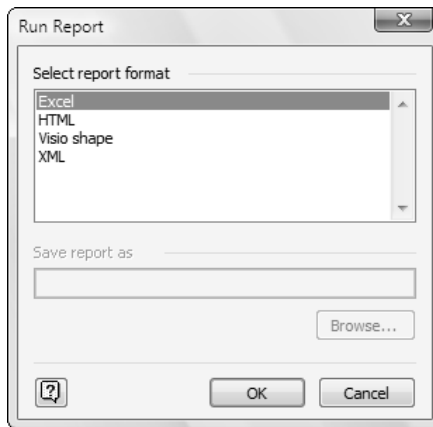 Run Report
Select report format
Excel
HTML
Visio shape
XML
Save report as
Browse...
OK
Cancel